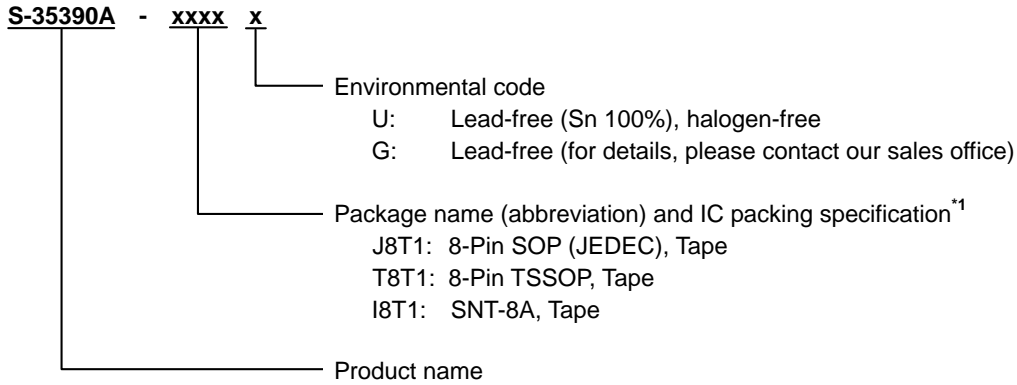 S-35390A - xxxx x
Environmental code
U: Lead-free (Sn 100%), halogen-free
G: Lead-free (for details, please contact our sales office)
Package name (abbreviation) and IC packing specification*1
J8T1: 8-Pin SOP (JEDEC), Tape
T8T1: 8-Pin TSSOP, Tape
I8T1: SNT-8A, Tape
Product name